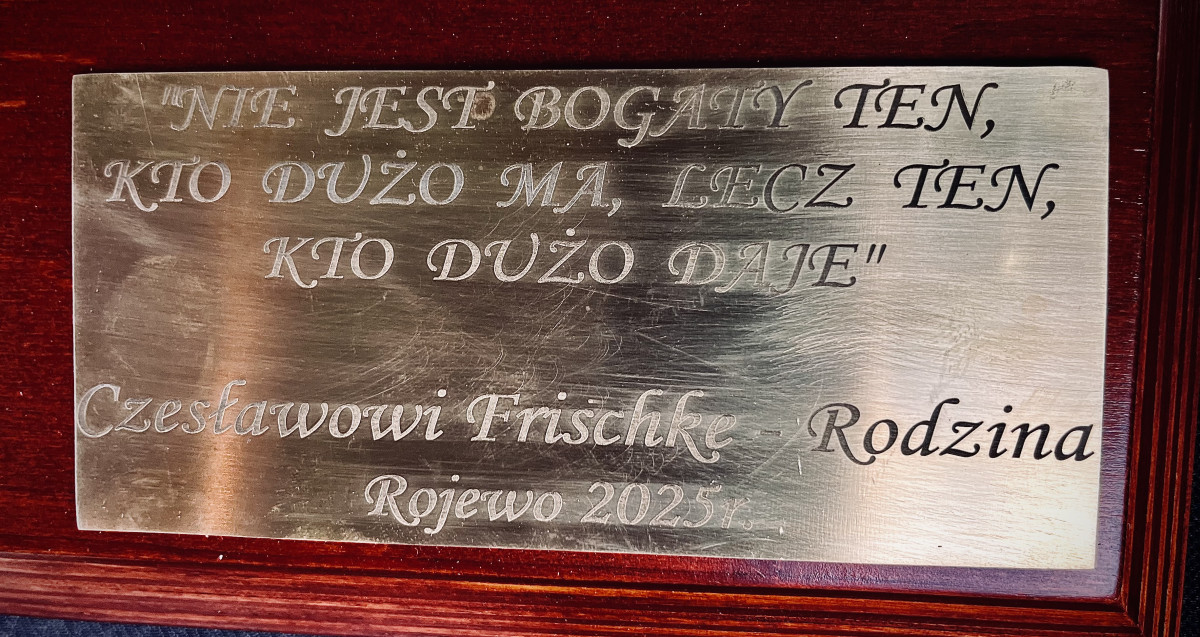 "NIE JEST BOGATY TEN,
KTO DUŻO MA, LECZ TEN,
KTO DUŻO DAJE"
Czesławowi Frischke - Rodzina
Rojewo 2025r.